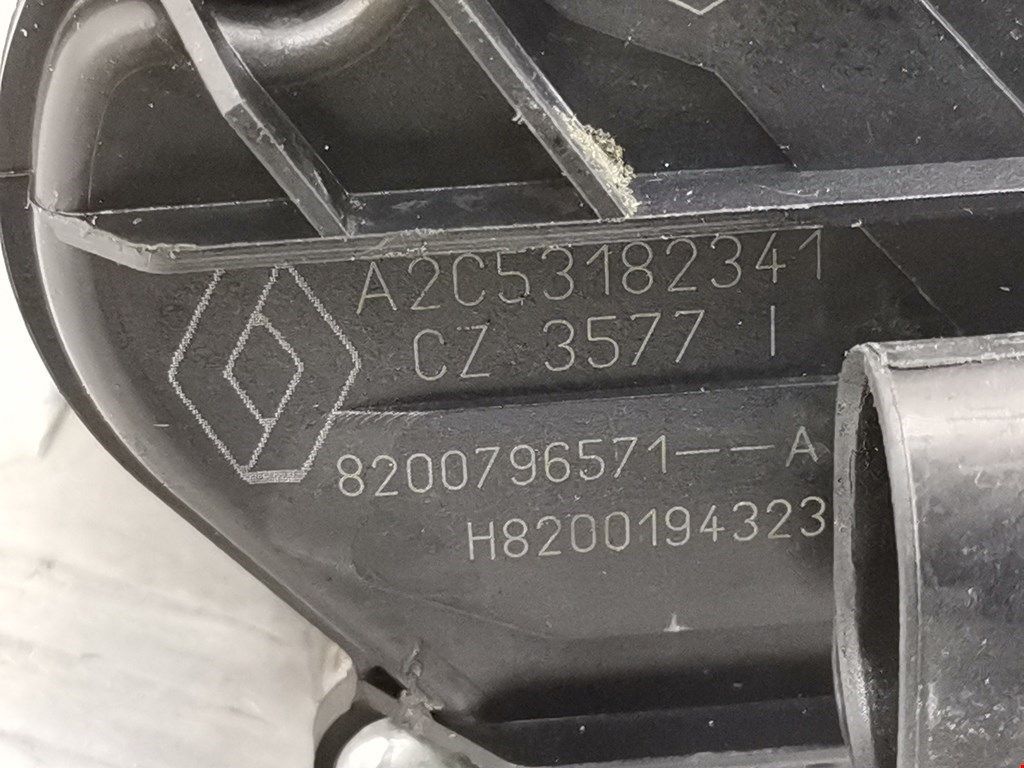 A2C53182341
CZ 3577 I
8200796571--A
H8200194323